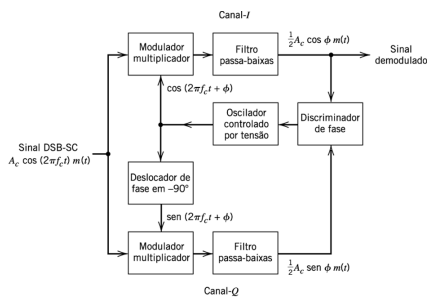 Canal-I
Modulador
multiplicador
Filtro
passa-baixas
½A_c cos ϕ m(t)
Sinal
demodulado
cos (2πf_ct + ϕ)
Oscilador
controlado
por tensão
Discriminador
de fase
Sinal DSB-SC
A_c cos (2πf_ct) m(t)
Deslocador de
fase em –90°
sen (2πf_ct + ϕ)
Modulador
multiplicador
Filtro
passa-baixas
½A_c sen ϕ m(t)
Canal-Q